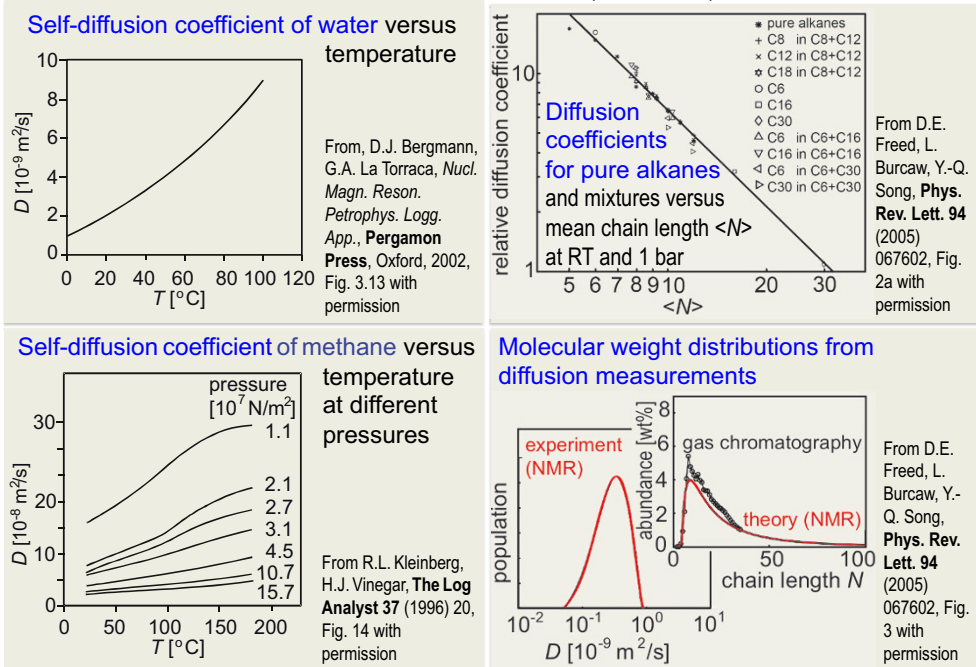 Self-diffusion coefficient of water versus
temperature
10
8
6
4
2
0
D [10⁻⁹ m²/s]
0 20 40 60 80 100 120
T [°C]
From, D.J. Bergmann,
G.A. La Torraca, Nucl.
Magn. Reson.
Petrophys. Logg.
App., Pergamon
Press, Oxford, 2002,
Fig. 3.13 with
permission
relative diffusion coefficient
10
1
pure alkanes
C8 in C8+C12
C12 in C8+C12
C18 in C8+C12
C6
C16
C30
C6 in C6+C16
C16 in C6+C16
C6 in C6+C30
C30 in C6+C30
Diffusion
coefficients
for pure alkanes
and mixtures versus
mean chain length <N>
at RT and 1 bar
5 6 7 8 9 10 20 30
<N>
From D.E.
Freed, L.
Burcaw, Y.-Q.
Song, Phys.
Rev. Lett. 94
(2005)
067602, Fig.
2a with
permission
Self-diffusion coefficient of methane versus
temperature
at different
pressures
pressure
[10⁷ N/m²]
1.1
2.1
2.7
3.1
4.5
10.7
15.7
30
0
20
10
0
D [10⁻⁸ m²/s]
0 50 100 150 200
T [°C]
From R.L. Kleinberg,
H.J. Vinegar, The Log
Analyst 37 (1996) 20,
Fig. 14 with
permission
Molecular weight distributions from
diffusion measurements
experiment
(NMR)
population
10⁻² 10⁻¹ 10⁰ 10¹
D [10⁻⁹ m²/s]
abundance [wt%]
8
6
4
2
0
gas chromatography
theory (NMR)
0 50 100
chain length N
From D.E.
Freed, L.
Burcaw, Y.-
Q. Song,
Phys. Rev.
Lett. 94
(2005)
067602, Fig.
3 with
permission